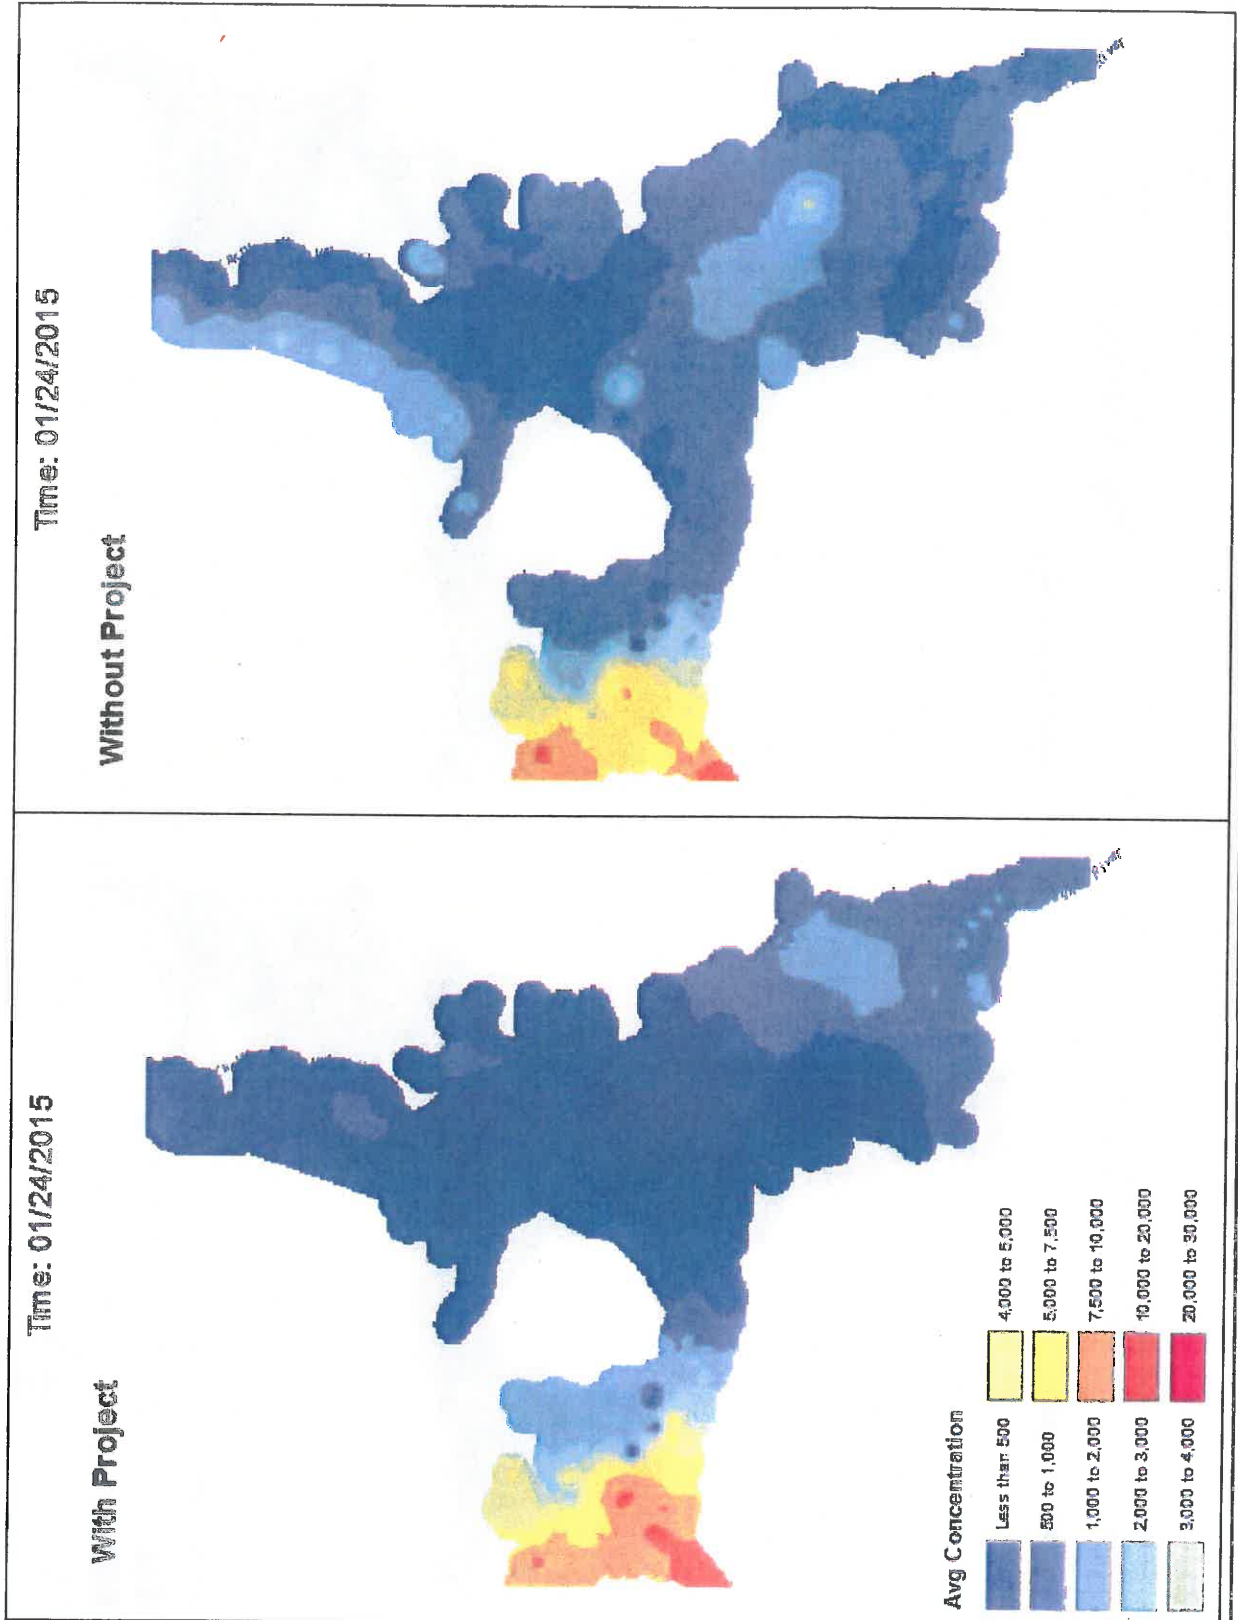 Time: 01/24/2015
With Project
Time: 01/24/2015
Without Project
River
River
Avg Concentration
Less than 500
500 to 1,000
1,000 to 2,000
2,000 to 3,000
3,000 to 4,000
4,000 to 5,000
5,000 to 7,500
7,500 to 10,000
10,000 to 20,000
20,000 to 30,000